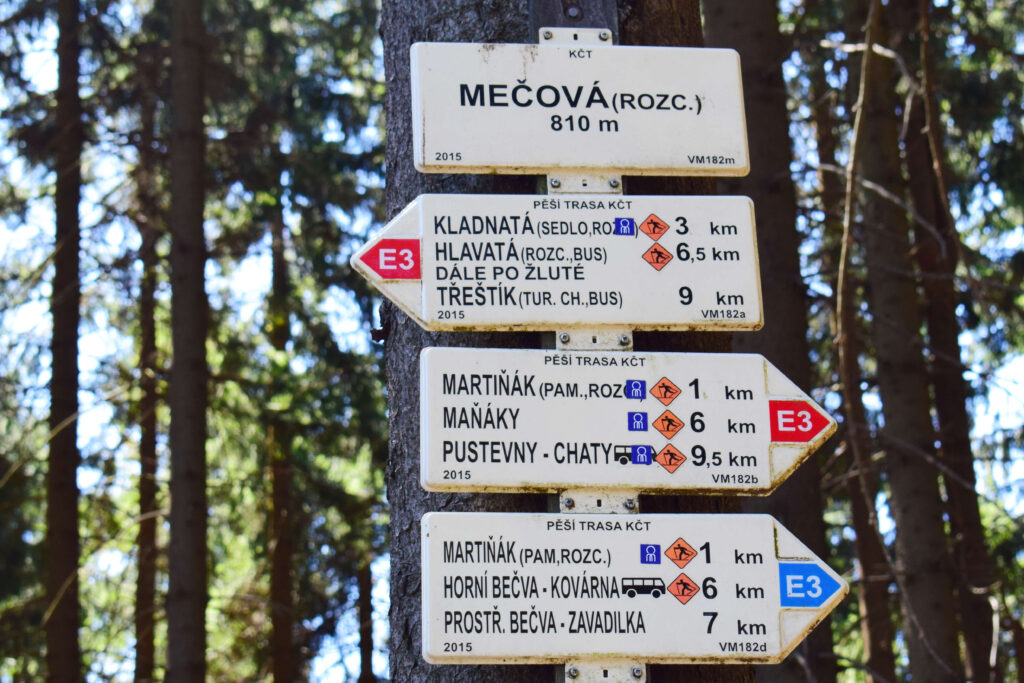 KČT
MEČOVÁ(ROZC.)
810 m
2015 VM182m
PĚŠÍ TRASA KČT
KLADNATÁ(SEDLO, 3 km
HLAVATÁ(ROZC.,BUS) 6,5 km
E3
DÁLE PO ŽLUTÉ
TŘEŠTÍK(TUR. CH.,BUS) 9 km
2015 VM182a
PĚŠÍ TRASA KČT
MARTIŇÁK(PAM., 1 km
MAŇÁKY 6 km
E3
PUSTEVNY - CHATY 9,5 km
2015 VM182b
PĚŠÍ TRASA KČT
MARTIŇÁK(PAM,ROZC.) 1 km
HORNÍ BEČVA - KOVÁRNA 6 km
E3
PROSTŘ. BEČVA - ZAVADILKA 7 km
2015 VM182d